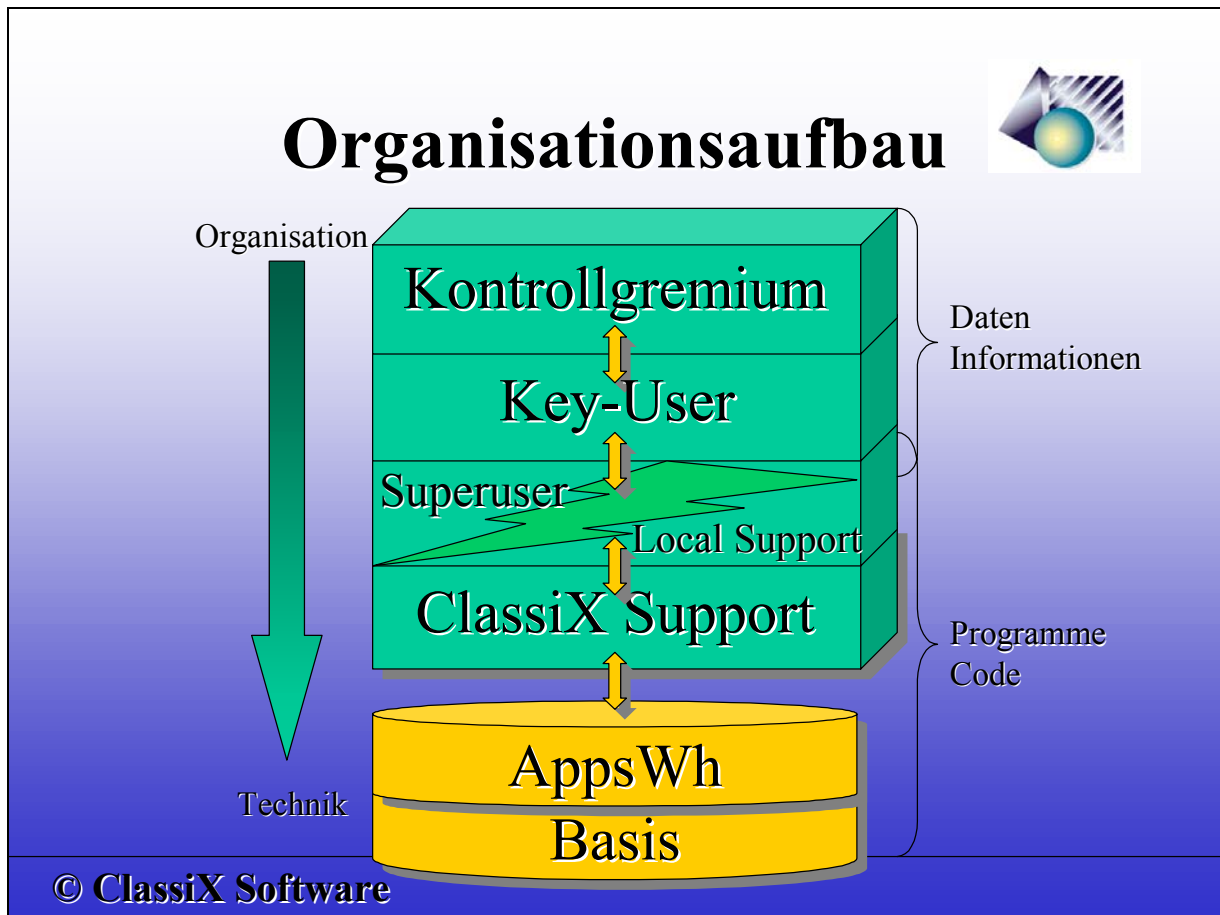 Organisationsaufbau
Organisation
Kontrollgremium
Daten
Informationen
Key-User
Superuser
Local Support
ClassiX Support
Programme
Code
AppsWh
Technik
Basis
© ClassiX Software